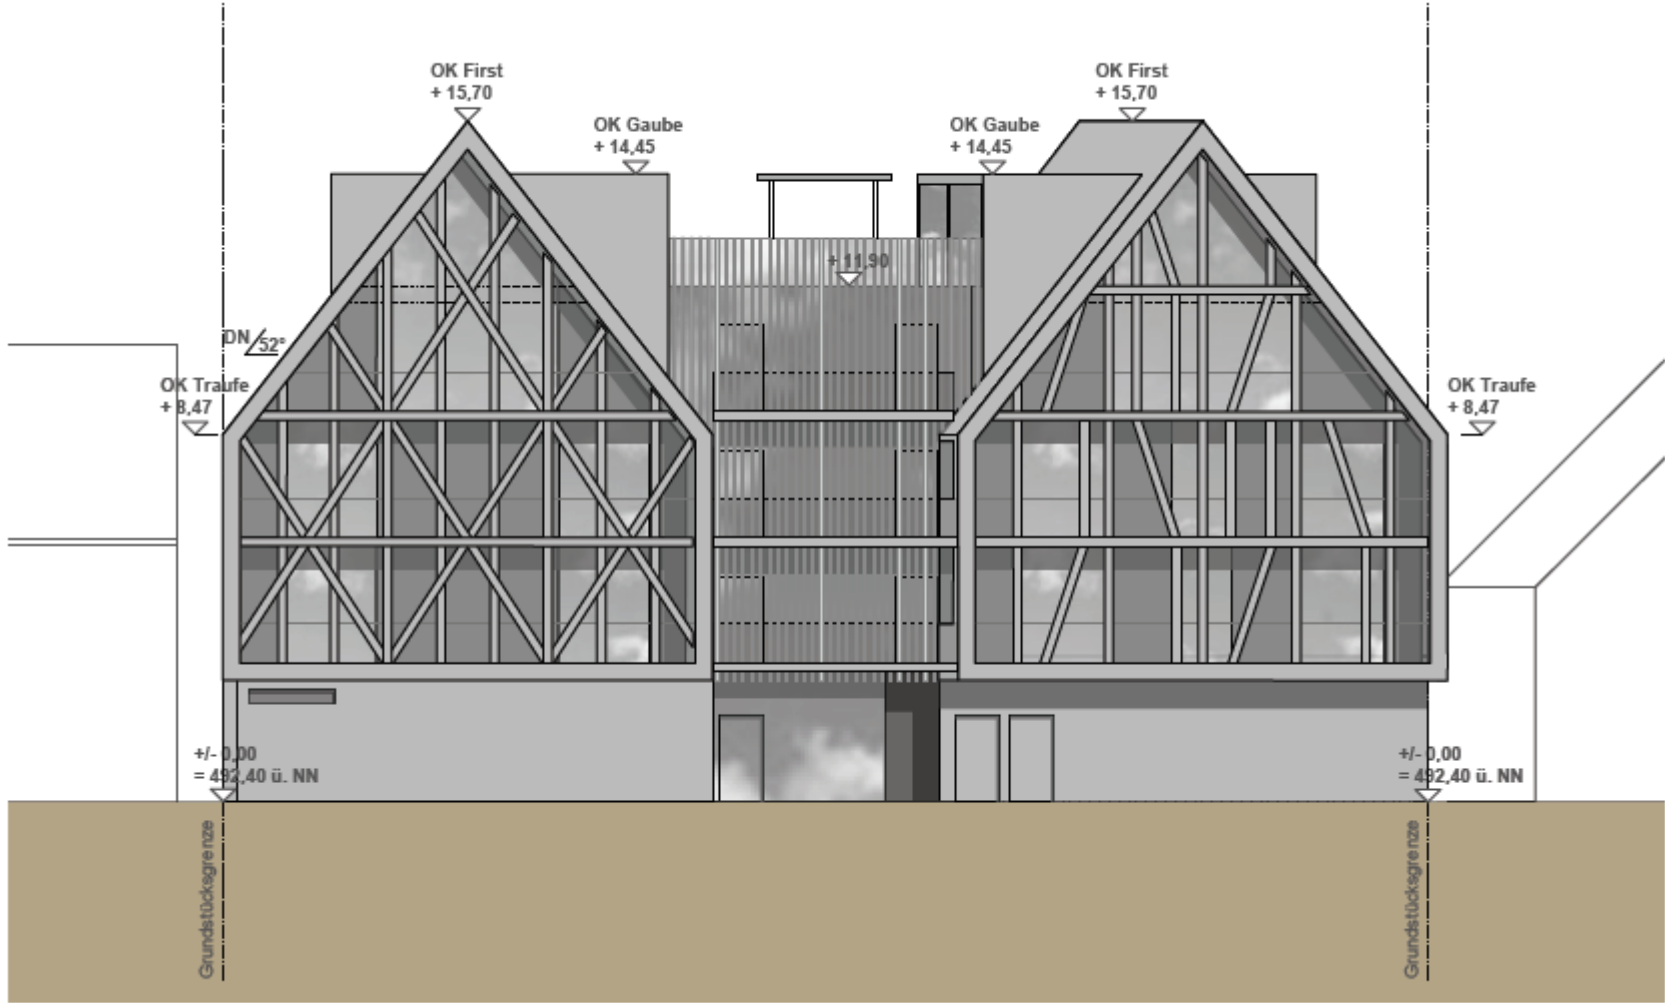 OK First
+ 15,70
OK First
+ 15,70
OK Gaube
+ 14,45
OK Gaube
+ 14,45
+ 11,90
DN 52°
OK Traufe
+ 8,47
OK Traufe
+ 8,47
+/- 0,00
= 492,40 ü. NN
+/- 0,00
= 492,40 ü. NN
Grundstücksgrenze
Grundstücksgrenze